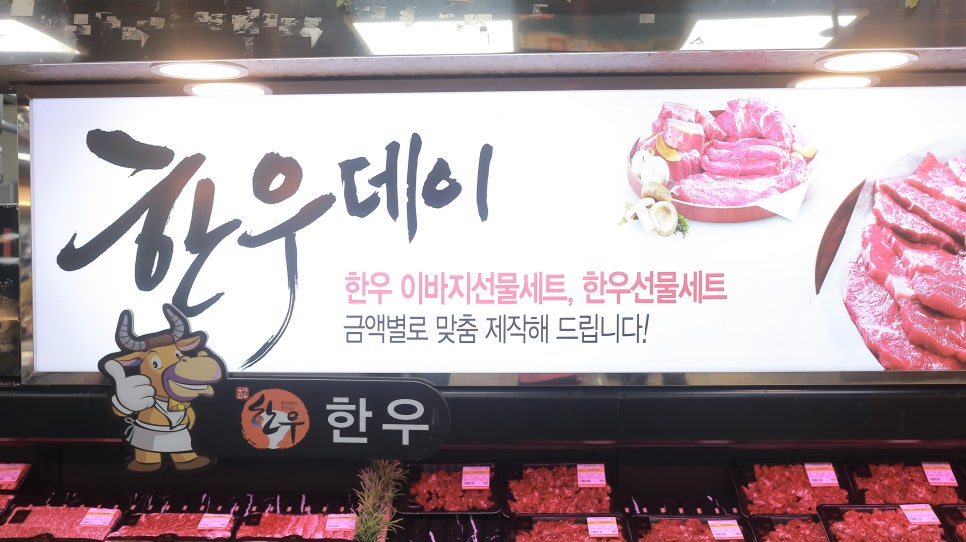 한우데이
한우 이바지선물세트, 한우선물세트
금액별로 맞춤 제작해 드립니다!
한우
한우